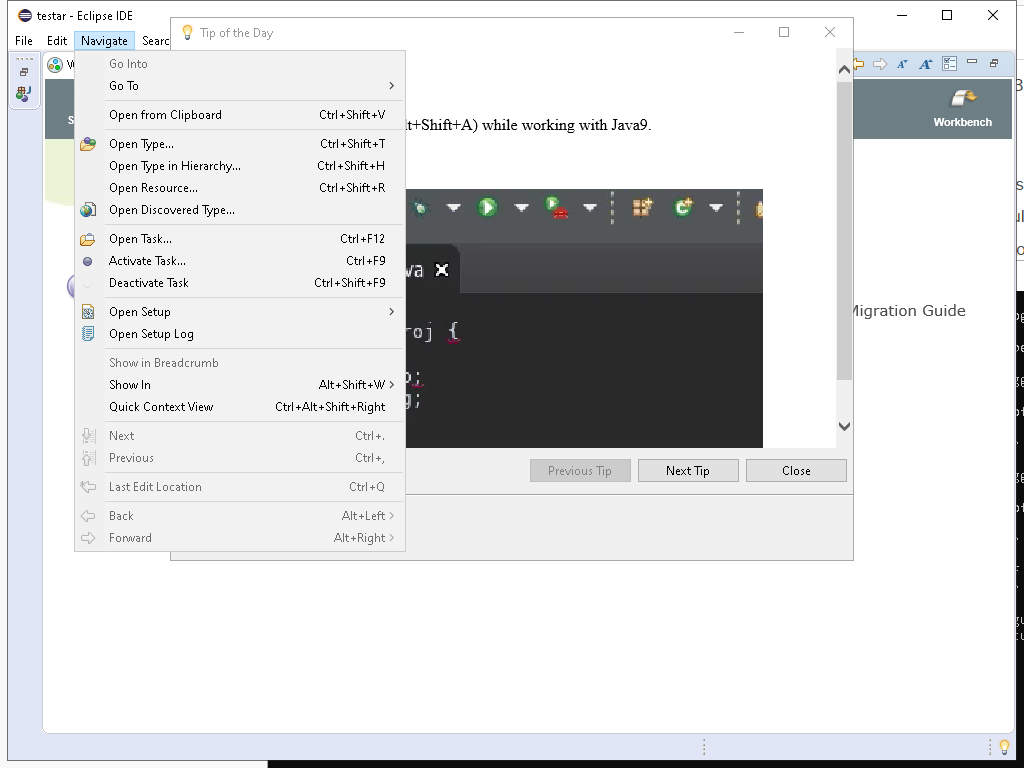 testar - Eclipse IDE
File Edit Navigate Searc
Tip of the Day
Go Into
Go To
Open from Clipboard Ctrl+Shift+V
Open Type... Ctrl+Shift+T
Open Type in Hierarchy... Ctrl+Shift+H
Open Resource... Ctrl+Shift+R
Open Discovered Type...
Open Task... Ctrl+F12
Activate Task... Ctrl+F9
Deactivate Task Ctrl+Shift+F9
Open Setup
Open Setup Log
Show in Breadcrumb
Show In Alt+Shift+W
Quick Context View Ctrl+Alt+Shift+Right
Next Ctrl+.
Previous Ctrl+,
Last Edit Location Ctrl+Q
Back Alt+Left
Forward Alt+Right
lt+Shift+A) while working with Java9.
va
roj {
o;
g;
Previous Tip Next Tip Close
Workbench
Migration Guide